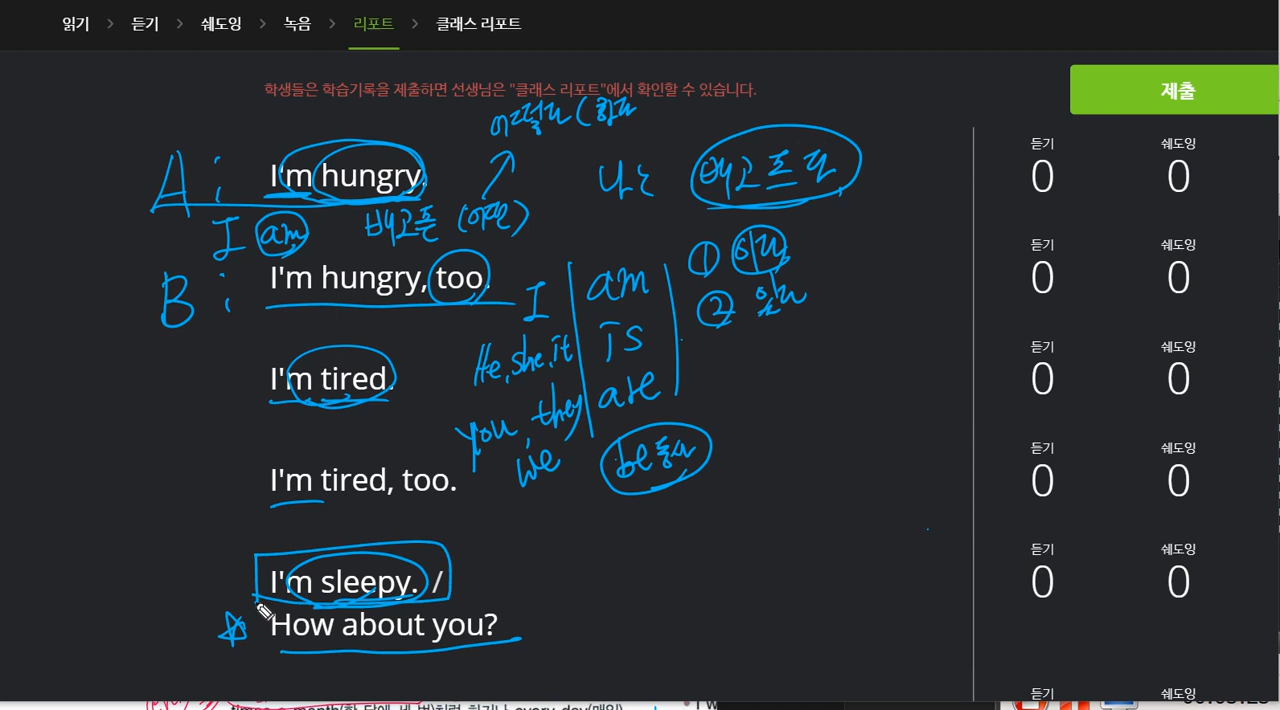 읽기 > 듣기 > 쉐도잉 > 녹음 > 리포트 > 클래스 리포트
학생들은 학습기록을 제출하면 선생님은 "클래스 리포트"에서 확인할 수 있습니다.
제출
어떻다 (하다
A: I'm hungry. 나는 배고프다
I am 배고픈 (어떤)
듣기 쉐도잉
0 0
B: I'm hungry, too.
듣기 쉐도잉
0 0
I am ① 이다
He, she, it is ② 있다
you, they are
we be동사
I'm tired.
듣기 쉐도잉
0 0
I'm tired, too.
듣기 쉐도잉
0 0
I'm sleepy. /
How about you?
듣기 쉐도잉
0 0
듣기 쉐도잉